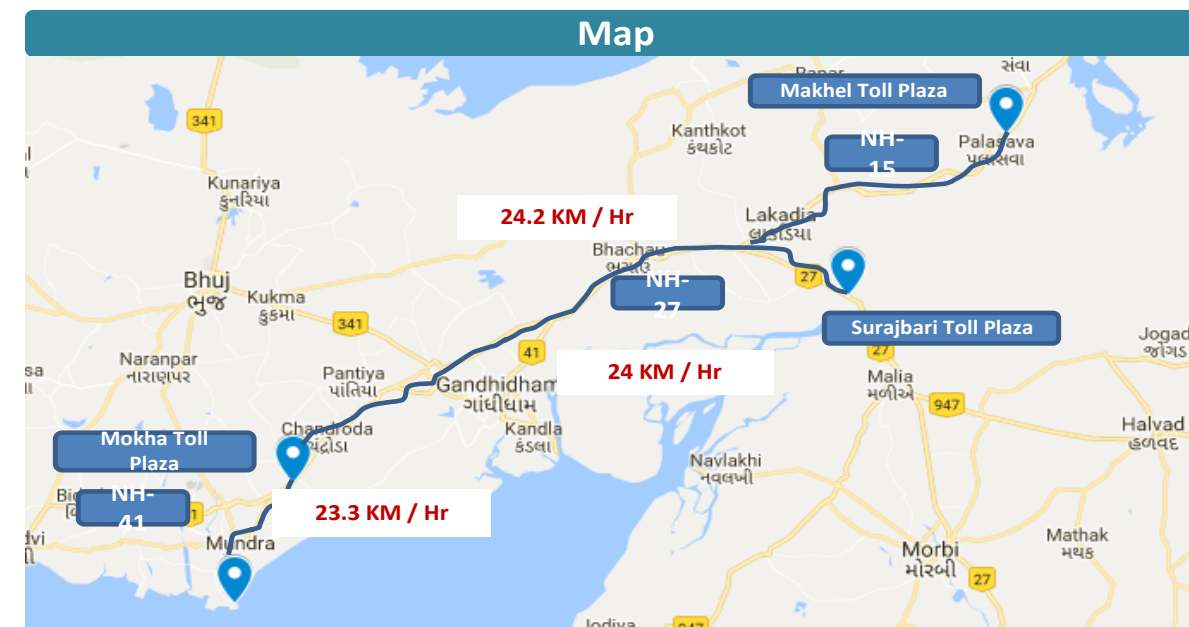 Map
સંવા
Makhel Toll Plaza
341
Kanthkot
કંથકોટ
NH-
15
Palasava
પલાસવા
Kunariya
કુનરિયા
24.2 KM / Hr
Lakadia
લાકડિયા
Bhachau
Bhuj
ભુજ
Kukma
કુકમા
27
NH-
27
341
Surajbari Toll Plaza
41
27
Naranpar
નારાણપર
Pantiya
પાંતિયા
24 KM / Hr
Malia
મળીએ
Gandhidham
ગાંધીધામ
947
Chandroda
Kandla
કંડલા
Halvad
હળવદ
Mokha Toll
Plaza
Navlakhi
નવલખી
NH-
41
23.3 KM / Hr
Mundra
Morbi
મોરબી
Mathak
મથક
27
947